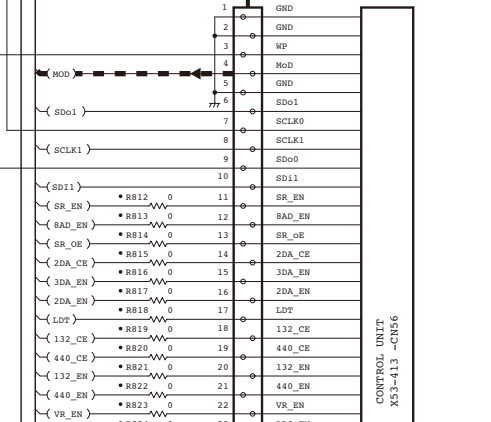 1 GND
2 GND
3 WP
MOD 4 MoD
5 GND
SDo1 6 SDo1
7 SCLK0
SCLK1 8 SCLK1
9 SDo0
SDI1 10 SDi1
SR_EN R812 0 11 SR_EN
8AD_EN R813 0 12 8AD_EN
SR_OE R814 0 13 SR_oE
2DA_CE R815 0 14 2DA_CE
3DA_EN R816 0 15 3DA_EN
2DA_EN R817 0 16 2DA_EN
LDT R818 0 17 LDT
132_CE R819 0 18 132_CE
440_CE R820 0 19 440_CE
132_EN R821 0 20 132_EN
440_EN R822 0 21 440_EN
VR_EN R823 0 22 VR_EN
CONTROL UNIT
X53-413 -CN56